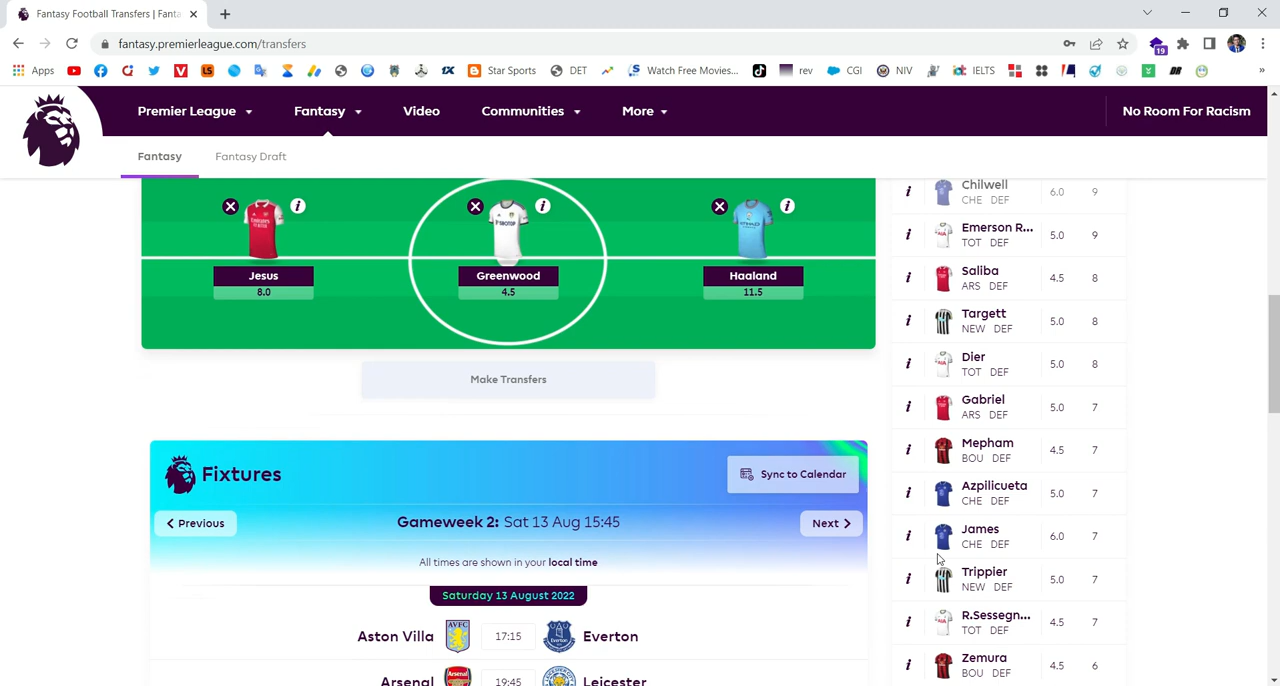 Fantasy Football Transfers | Fanta
fantasy.premierleague.com/transfers
19
Apps
Star Sports
DET
Watch Free Movies...
rev
CGI
NIV
IELTS
Premier League
Fantasy
Video
Communities
More
No Room For Racism
Fantasy
Fantasy Draft
Jesus
8.0
Greenwood
4.5
Haaland
11.5
Make Transfers
Fixtures
Sync to Calendar
Previous
Gameweek 2: Sat 13 Aug 15:45
Next
All times are shown in your local time
Saturday 13 August 2022
Aston Villa 17:15 Everton
Arsenal 19:45 Leicester
Chilwell
CHE DEF 6.0 9
Emerson R...
TOT DEF 5.0 9
Saliba
ARS DEF 4.5 8
Targett
NEW DEF 5.0 8
Dier
TOT DEF 5.0 8
Gabriel
ARS DEF 5.0 7
Mepham
BOU DEF 4.5 7
Azpilicueta
CHE DEF 5.0 7
James
CHE DEF 6.0 7
Trippier
NEW DEF 5.0 7
R.Sessegn...
TOT DEF 4.5 7
Zemura
BOU DEF 4.5 6